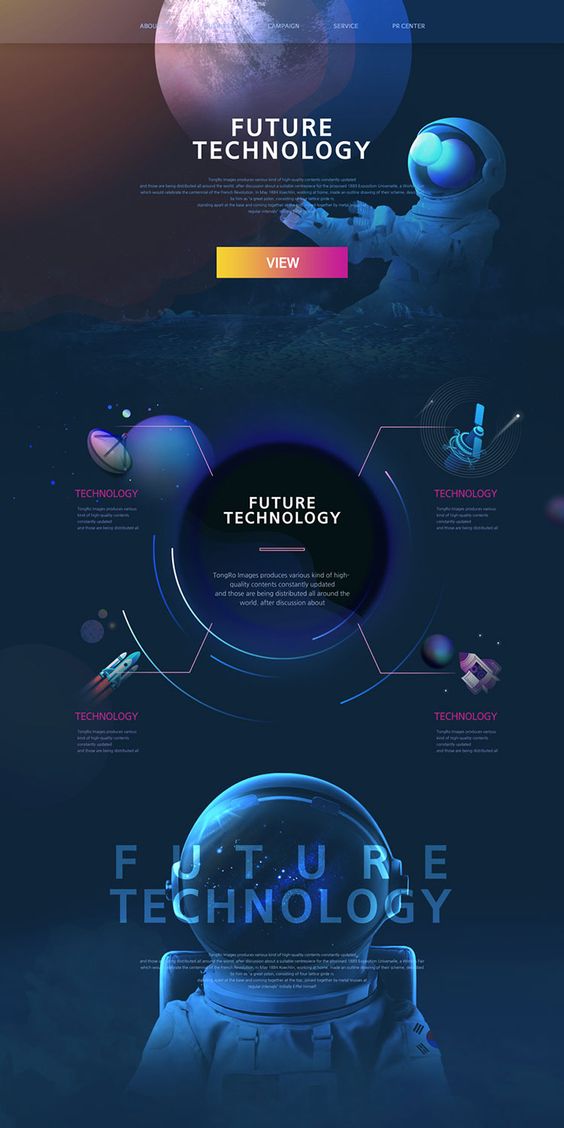 ABOU
CAMPAIGN
SERVICE
PR CENTER
FUTURE
TECHNOLOGY
TongRo Images produces various kind of high-quality contents constantly updated
and those are being distributed all around the world, after discussion about a suitable centrepiece for the proposed 1889 Exposition Universelle, a World
which would celebrate the centennial of the French Revolution, In May 1884 Koechlin, working at home, made an outline drawing of their scheme,
by him as "a great pylon, consisting of four lattice girde rs
standing apart at the base and coming together at the joined together by metal
regular intervals"
VIEW
TECHNOLOGY
TongRo Images produces various
kind of high-quality contents
constantly updated
and those are being distributed all
TECHNOLOGY
TongRo Images produces various
kind of high-quality contents
constantly updated
and those are being distributed all
FUTURE
TECHNOLOGY
TongRo Images produces various kind of high-
quality contents constantly updated
and those are being distributed all around the
world, after discussion about
TECHNOLOGY
TongRo Images produces various
kind of high-quality contents
constantly updated
and those are being distributed all
TECHNOLOGY
TongRo Images produces various
kind of high-quality contents
constantly updated
and those are being distributed all
FUTURE
TECHNOLOGY
TongRo Images produces various kind of high-quality contents constantly updated
and those are being distributed all around the world, after discussion about a suitable centrepiece for the proposed 1889 Exposition Universelle, a World Fair
which would celebrate the centennial of the French Revolution, In May 1884 Koechlin, working at home, made an outline drawing of their scheme, described
by him as "a great pylon, consisting of four lattice girde is
standing apart at the base and coming together at the top, joined together by metal trusses at
regular intervals" Initially Eiffel himself